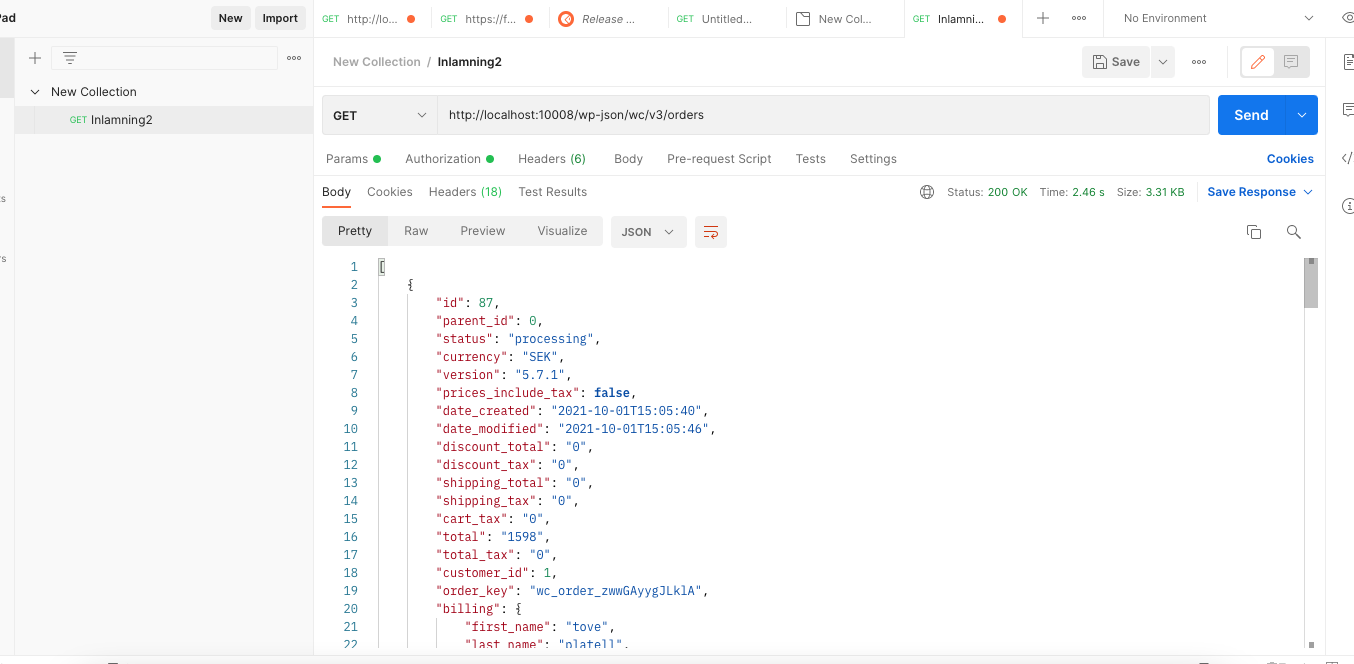 Pad
New Import
GET http://lo...
GET https://f...
Release ...
GET Untitled...
New Col...
GET Inlamni...
No Environment
New Collection / Inlamning2
Save
New Collection
GET Inlamning2
GET http://localhost:10008/wp-json/wc/v3/orders
Send
Params Authorization Headers (6) Body Pre-request Script Tests Settings Cookies
Body Cookies Headers (18) Test Results Status: 200 OK Time: 2.46 s Size: 3.31 KB Save Response
Pretty Raw Preview Visualize JSON
1 [
2 {
3 "id": 87,
4 "parent_id": 0,
5 "status": "processing",
6 "currency": "SEK",
7 "version": "5.7.1",
8 "prices_include_tax": false,
9 "date_created": "2021-10-01T15:05:40",
10 "date_modified": "2021-10-01T15:05:46",
11 "discount_total": "0",
12 "discount_tax": "0",
13 "shipping_total": "0",
14 "shipping_tax": "0",
15 "cart_tax": "0",
16 "total": "1598",
17 "total_tax": "0",
18 "customer_id": 1,
19 "order_key": "wc_order_zwwGAyygJLklA",
20 "billing": {
21 "first_name": "tove",
22 "last_name": "platell",